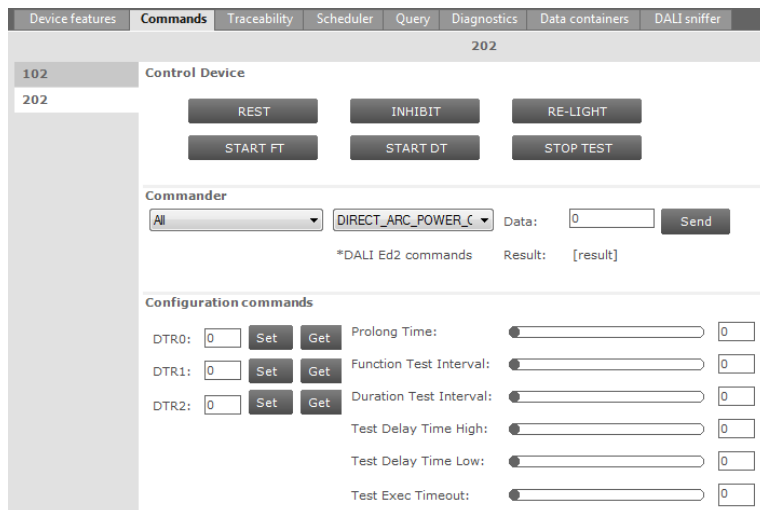 Device features Commands Traceability Scheduler Query Diagnostics Data containers DALI sniffer
202
102
202
Control Device
REST INHIBIT RE-LIGHT
START FT START DT STOP TEST
Commander
All DIRECT_ARC_POWER_C Data: 0 Send
*DALI Ed2 commands Result: [result]
Configuration commands
DTR0: 0 Set Get Prolong Time: 0
DTR1: 0 Set Get Function Test Interval: 0
DTR2: 0 Set Get Duration Test Interval: 0
Test Delay Time High: 0
Test Delay Time Low: 0
Test Exec Timeout: 0